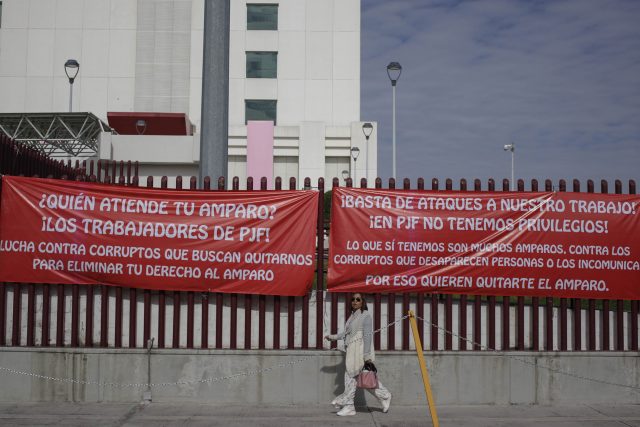 ¿QUIÉN ATIENDE TU AMPARO?
¡LOS TRABAJADORES DE PJF!
LUCHA CONTRA CORRUPTOS QUE BUSCAN QUITARNOS
PARA ELIMINAR TU DERECHO AL AMPARO
¡BASTA DE ATAQUES A NUESTRO TRABAJO!
¡EN PJF NO TENEMOS PRIVILEGIOS!
LO QUE SÍ TENEMOS SON MUCHOS AMPAROS, CONTRA LOS
CORRUPTOS QUE DESAPARECEN PERSONAS O LOS INCOMUNICA
POR ESO QUIEREN QUITARTE EL AMPARO.